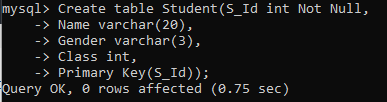 mysql> Create table Student(S_Id int Not Null,
    -> Name varchar(20),
    -> Gender varchar(3),
    -> Class int,
    -> Primary Key(S_Id));
Query OK, 0 rows affected (0.75 sec)